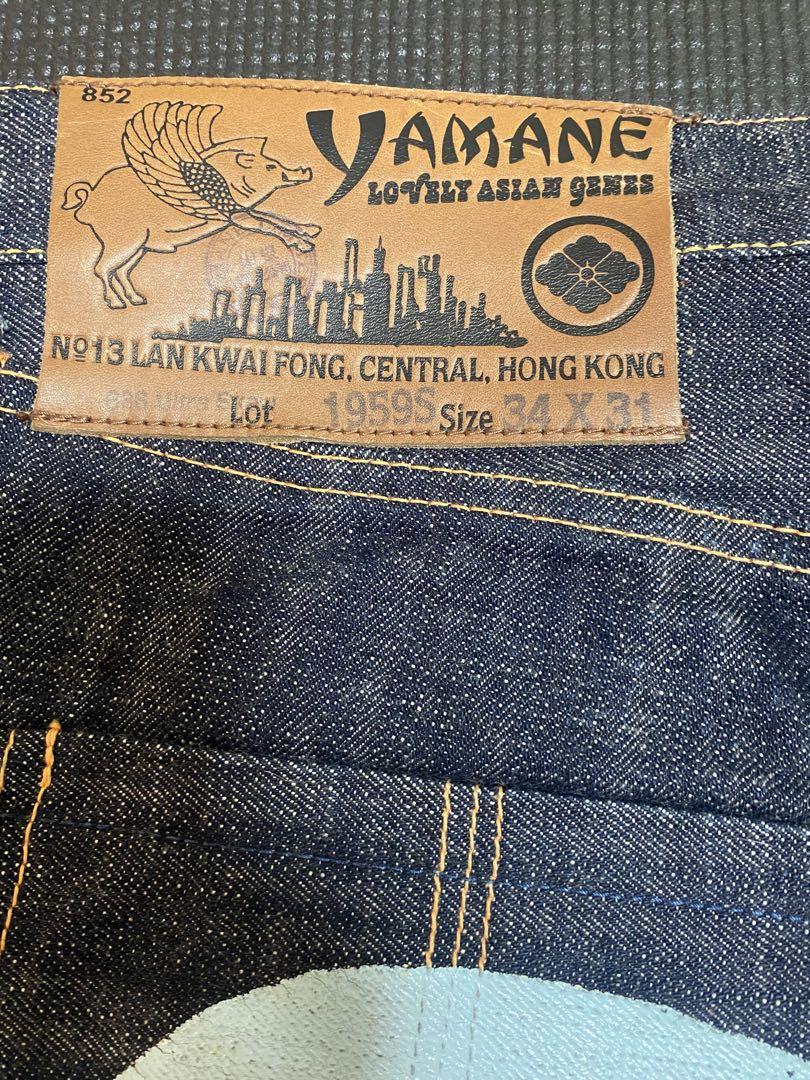 852
YAMANE
LOVELY ASIAN GENES
Nº13 LAN KWAI FONG, CENTRAL, HONG KONG
Lot 1959S Size 34 X 31